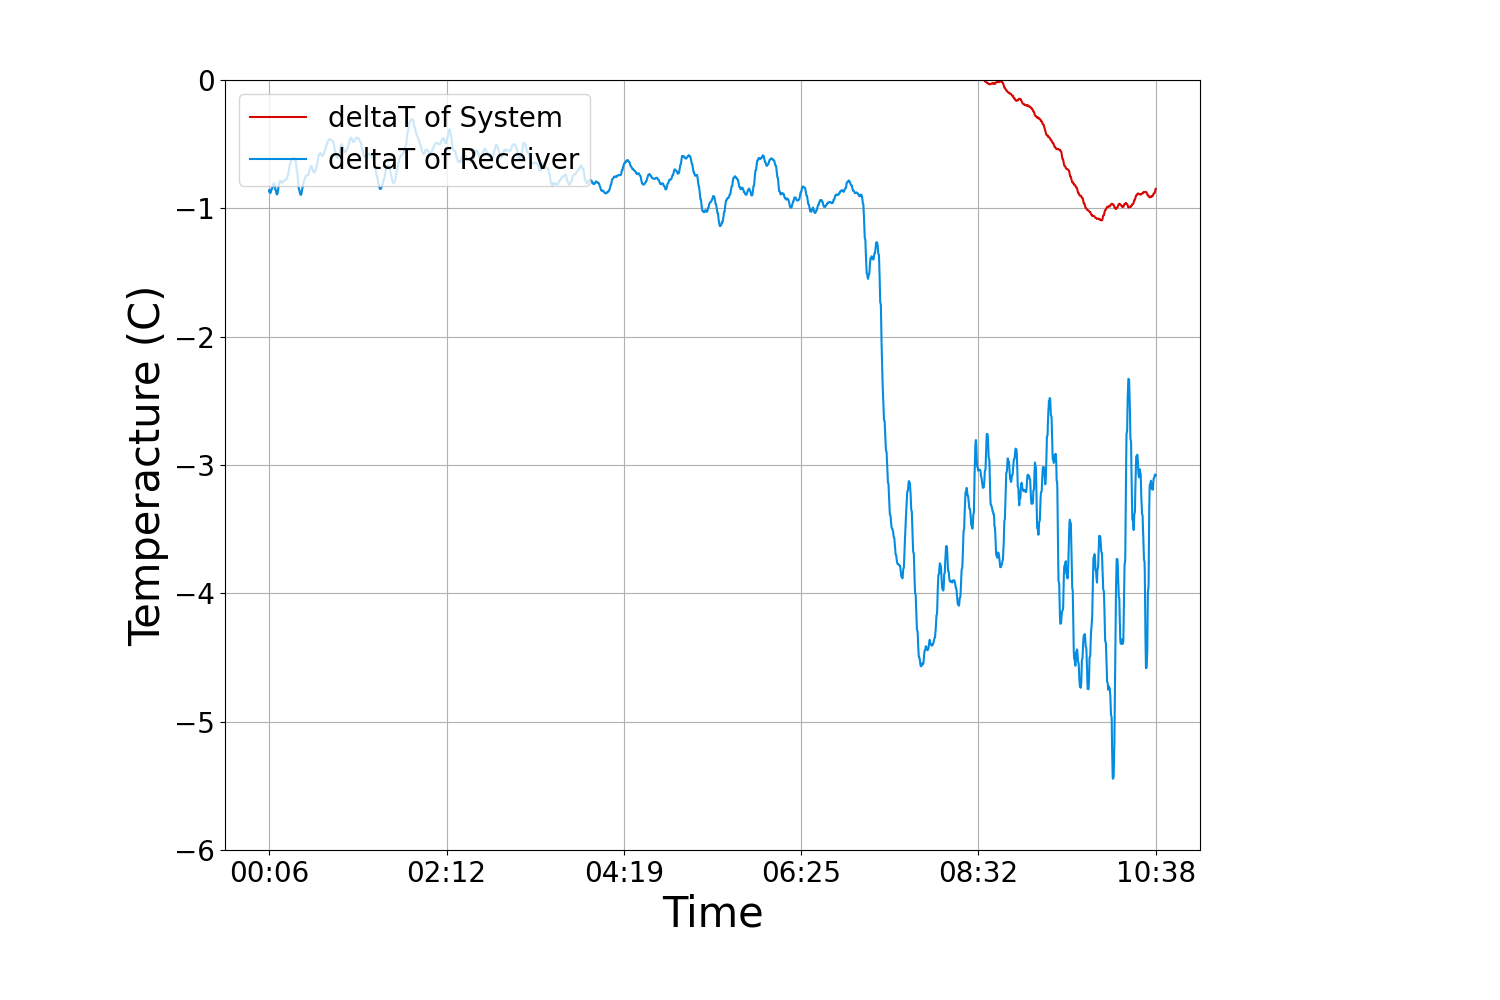 deltaT of System
deltaT of Receiver
Temperacture (C)
0
−1
−2
−3
−4
−5
−6
00:06 02:12 04:19 06:25 08:32 10:38
Time